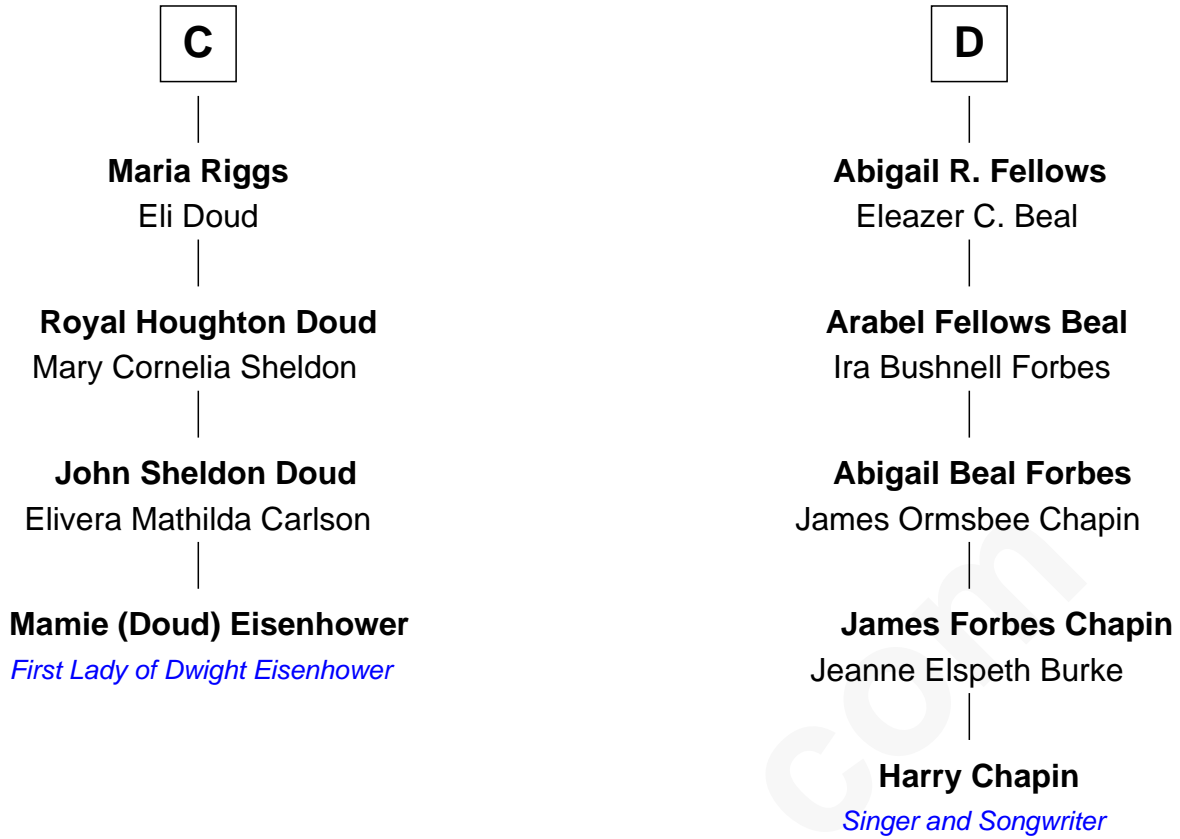 C
Maria Riggs
Eli Doud
Royal Houghton Doud
Mary Cornelia Sheldon
John Sheldon Doud
Elivera Mathilda Carlson
Mamie (Doud) Eisenhower
First Lady of Dwight Eisenhower
D
Abigail R. Fellows
Eleazer C. Beal
Arabel Fellows Beal
Ira Bushnell Forbes
Abigail Beal Forbes
James Ormsbee Chapin
James Forbes Chapin
Jeanne Elspeth Burke
Harry Chapin
Singer and Songwriter
com